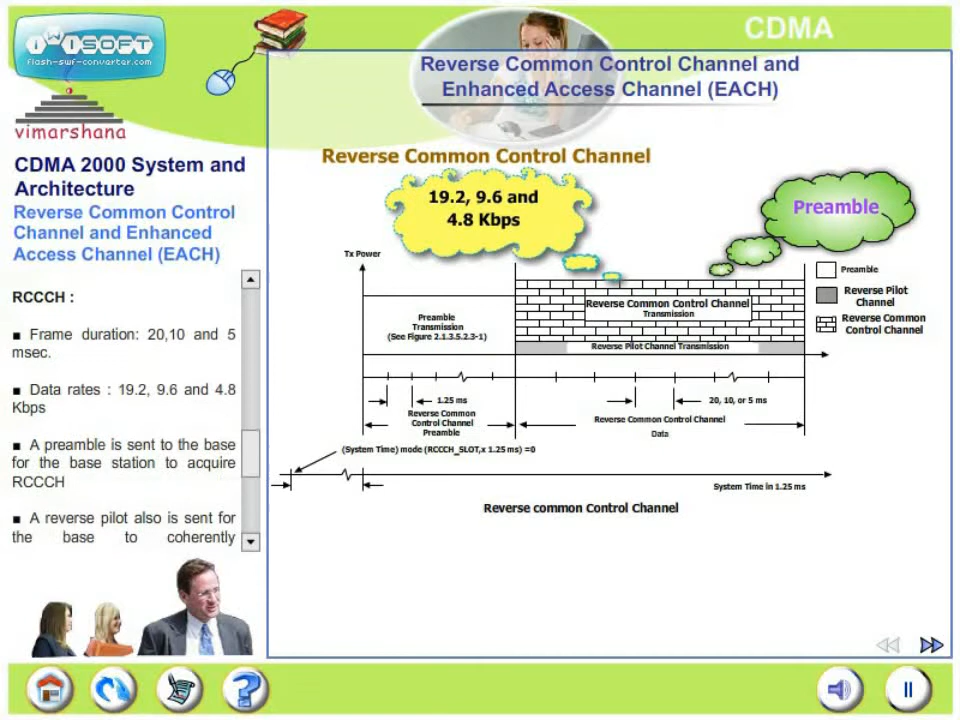 iWiSOFT
flash-swf-converter.com
vimarshana
CDMA
Reverse Common Control Channel and
Enhanced Access Channel (EACH)
CDMA 2000 System and
Architecture
Reverse Common Control
Channel and Enhanced
Access Channel (EACH)
RCCCH :
■ Frame duration: 20,10 and 5
msec.
■ Data rates : 19.2, 9.6 and 4.8
Kbps
■ A preamble is sent to the base
for the base station to acquire
RCCCH
■ A reverse pilot also is sent for
the base to coherently
Reverse Common Control Channel
19.2, 9.6 and
4.8 Kbps
Preamble
Tx Power
Preamble
Reverse Pilot
Channel
Reverse Common
Control Channel
Preamble
Transmission
(See Figure 2.1.3.5.2.3-1)
Reverse Common Control Channel
Transmission
Reverse Pilot Channel Transmission
1.25 ms
20, 10, or 5 ms
Reverse Common
Control Channel
Preamble
Reverse Common Control Channel
Data
(System Time) mode (RCCCH_SLOT,x 1.25 ms) =0
System Time in 1.25 ms
Reverse common Control Channel